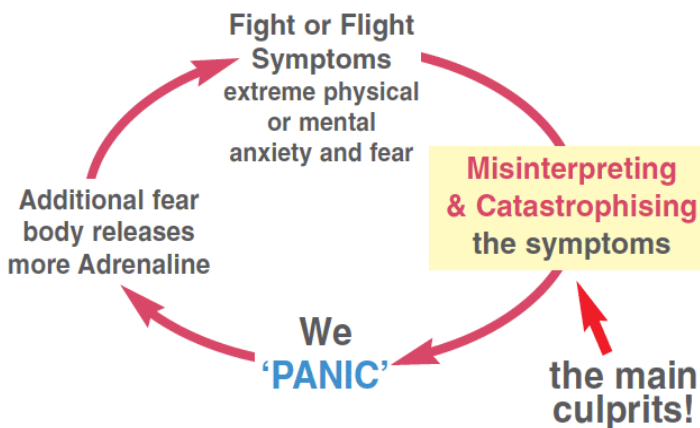 Fight or Flight
Symptoms
extreme physical
or mental
anxiety and fear
Misinterpreting
& Catastrophising
the symptoms
the main
culprits!
We
‘PANIC’
Additional fear
body releases
more Adrenaline